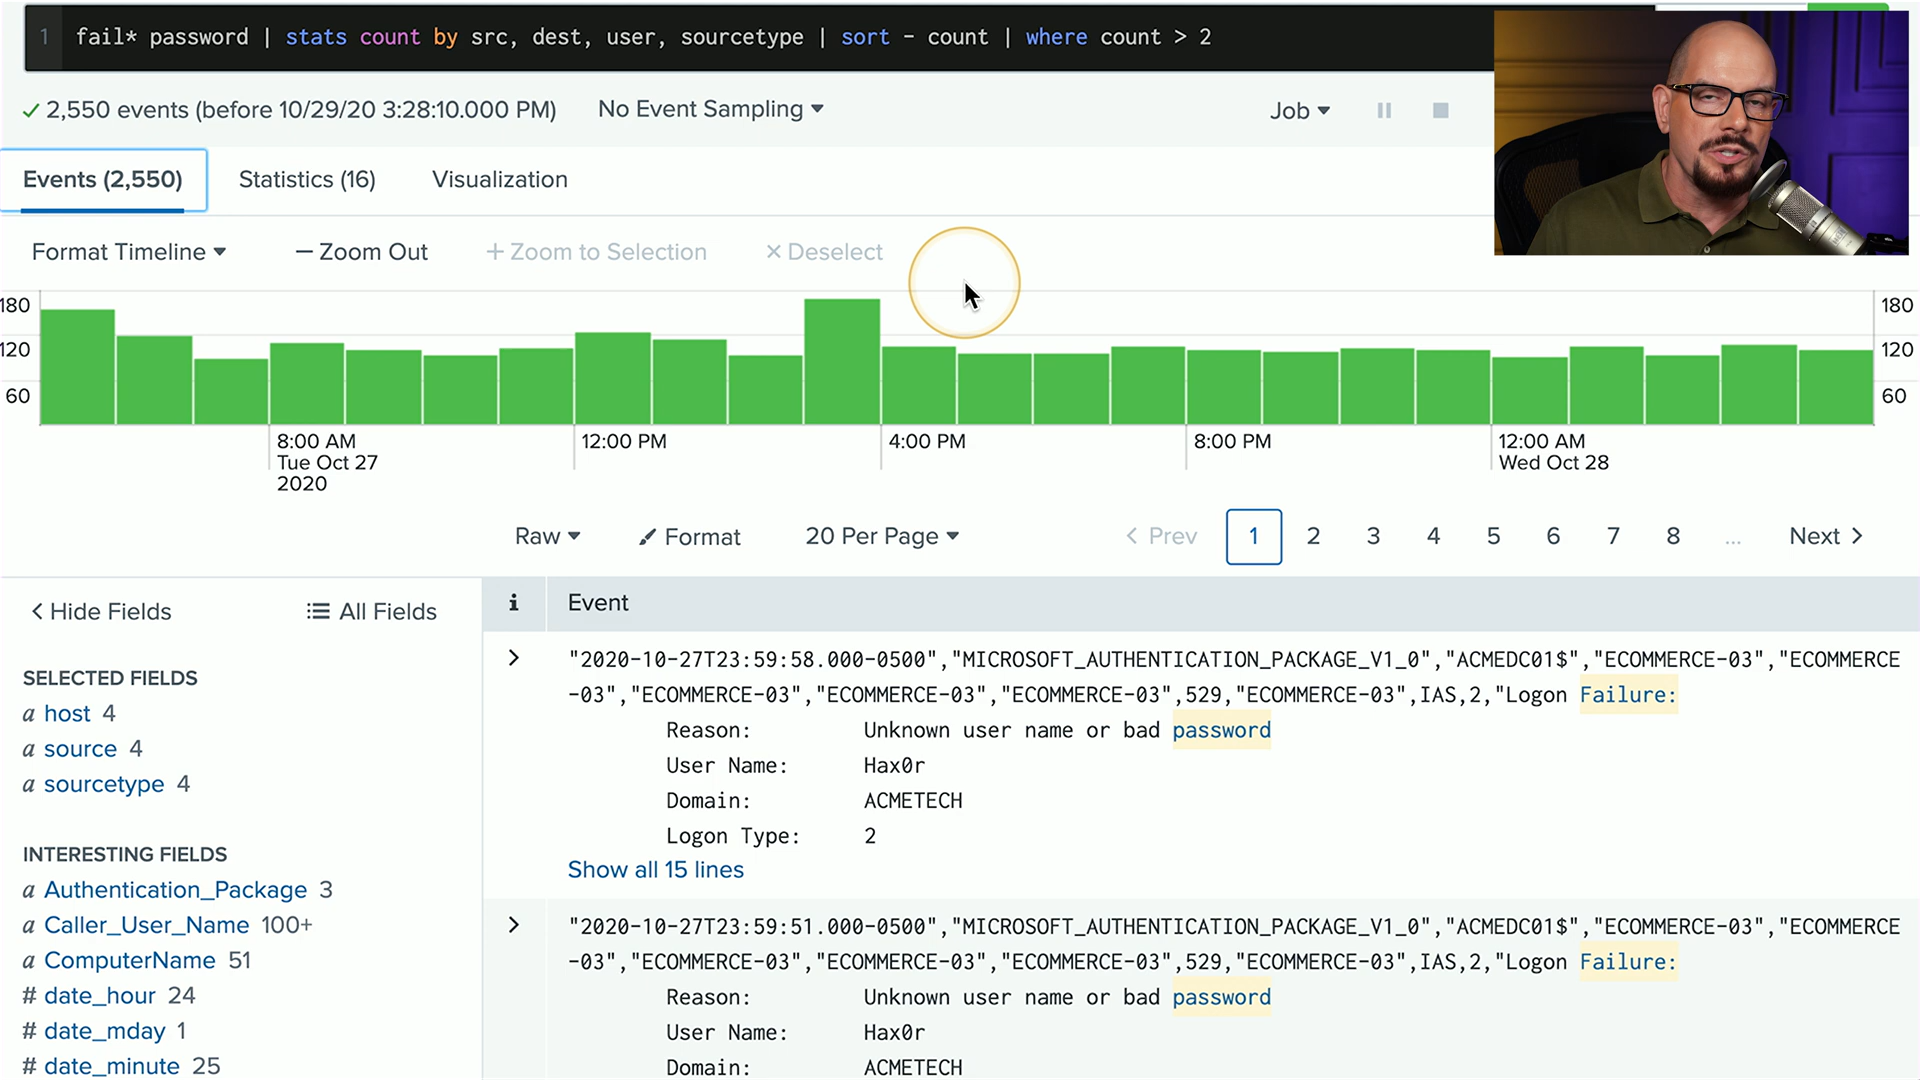 1 fail* password | stats count by src, dest, user, sourcetype | sort - count | where count > 2
2,550 events (before 10/29/20 3:28:10.000 PM) No Event Sampling Job
Events (2,550) Statistics (16) Visualization
Format Timeline — Zoom Out + Zoom to Selection × Deselect
180 180
120 120
60 60
8:00 AM 12:00 PM 4:00 PM 8:00 PM 12:00 AM
Tue Oct 27 Wed Oct 28
2020
Raw Format 20 Per Page < Prev 1 2 3 4 5 6 7 8 ... Next >
< Hide Fields All Fields
SELECTED FIELDS
a host 4
a source 4
a sourcetype 4
INTERESTING FIELDS
a Authentication_Package 3
a Caller_User_Name 100+
a ComputerName 51
# date_hour 24
# date_mday 1
# date_minute 25
i Event
> "2020-10-27T23:59:58.000-0500","MICROSOFT_AUTHENTICATION_PACKAGE_V1_0","ACMEDC01$","ECOMMERCE-03","ECOMMERCE
-03","ECOMMERCE-03","ECOMMERCE-03","ECOMMERCE-03",529,"ECOMMERCE-03",IAS,2,"Logon Failure:
Reason: Unknown user name or bad password
User Name: Hax0r
Domain: ACMETECH
Logon Type: 2
Show all 15 lines
> "2020-10-27T23:59:51.000-0500","MICROSOFT_AUTHENTICATION_PACKAGE_V1_0","ACMEDC01$","ECOMMERCE-03","ECOMMERCE
-03","ECOMMERCE-03","ECOMMERCE-03","ECOMMERCE-03",529,"ECOMMERCE-03",IAS,2,"Logon Failure:
Reason: Unknown user name or bad password
User Name: Hax0r
Domain: ACMETECH